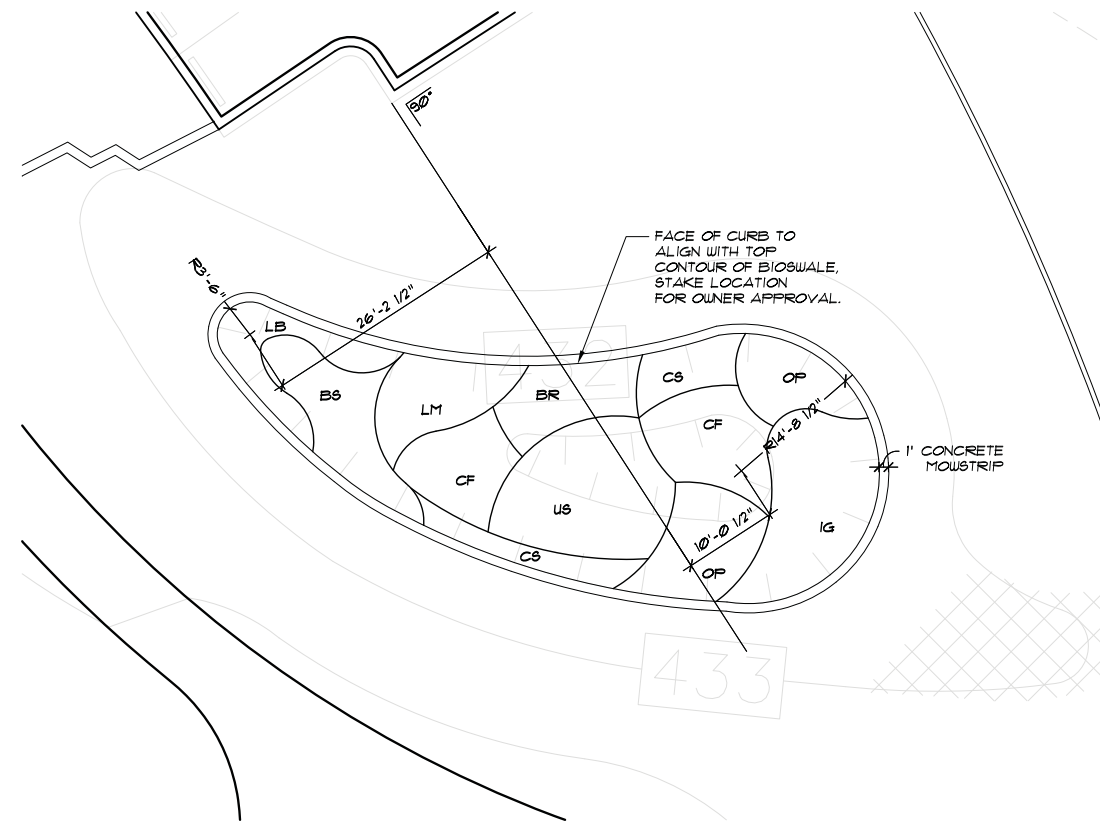 90°
FACE OF CURB TO
ALIGN WITH TOP
CONTOUR OF BIOSWALE,
STAKE LOCATION
FOR OWNER APPROVAL.
R3'-6"
26'-2 1/2"
LB
432
BS
LM
BR
CS
OP
CF
R14'-8 1/2"
1' CONCRETE
MOWSTRIP
CF
US
IG
10'-0 1/2"
CS
OP
433